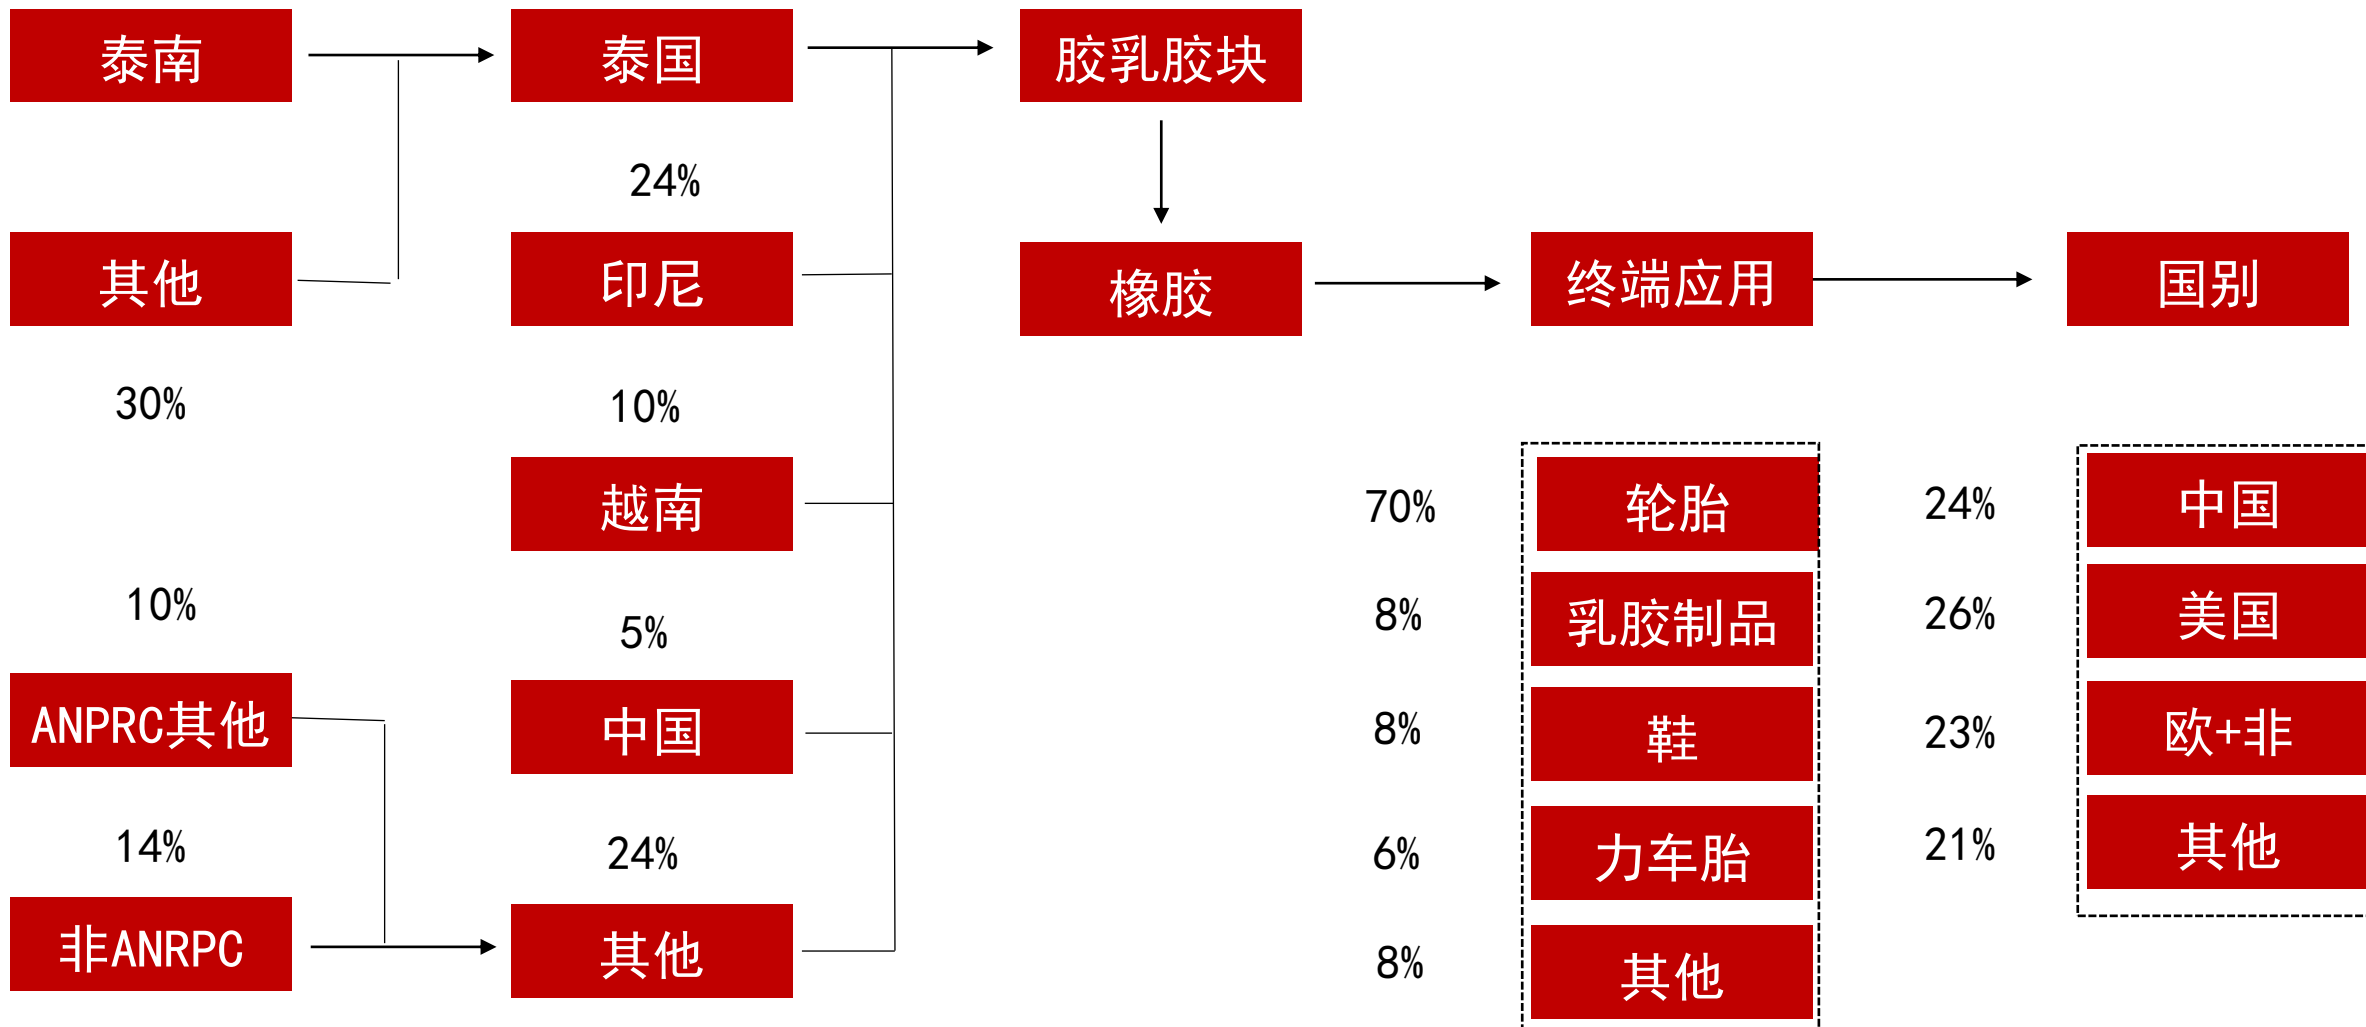 泰南
泰国
胶乳胶块
24%
其他
印尼
橡胶
终端应用
国别
30%
10%
越南
70%
轮胎
24%
中国
10%
5%
8%
乳胶制品
26%
美国
ANPRC其他
中国
8%
鞋
23%
欧+非
14%
24%
6%
力车胎
21%
其他
非ANRPC
其他
8%
其他